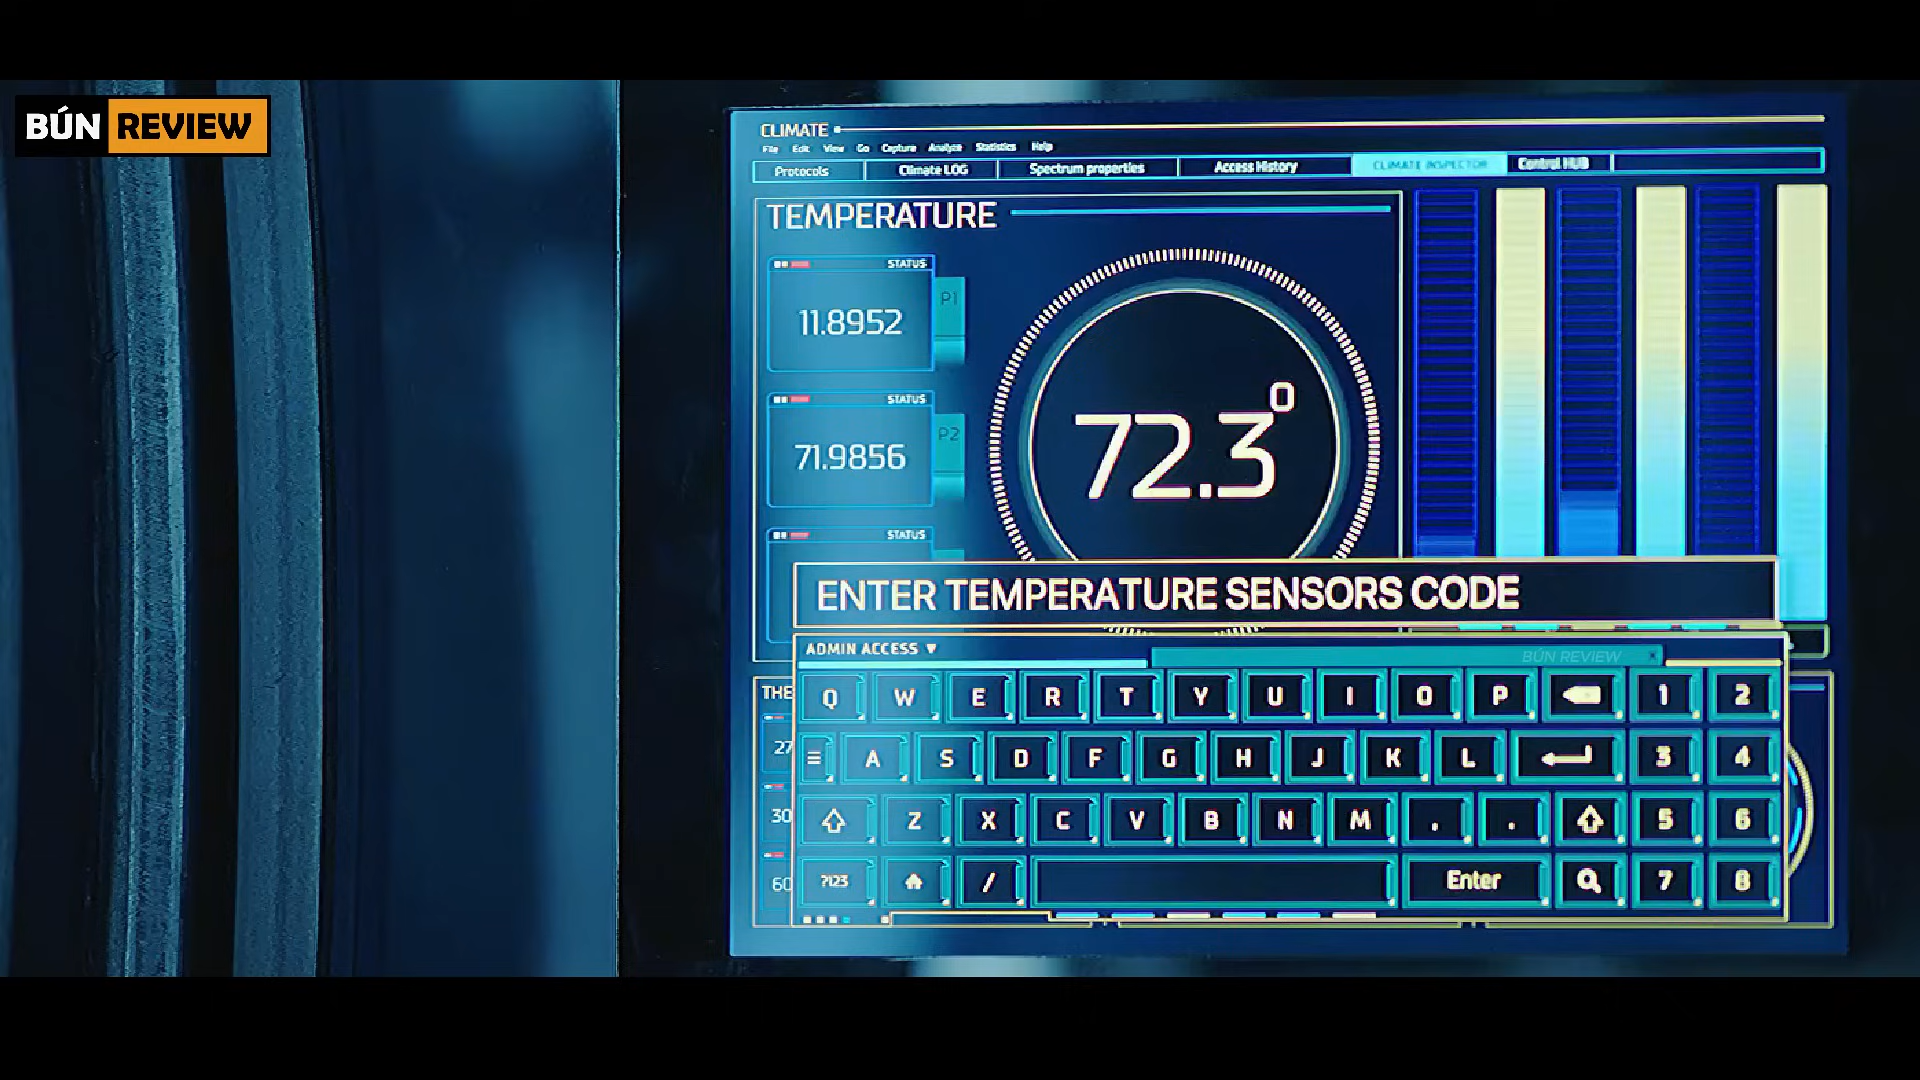 BÚN REVIEW
CLIMATE
File Edit View Go Capture Analyze Statistics Help
Protocols Climate LOG Spectrum properties Access History CLIMATE INSPECTOR Control HUB
TEMPERATURE
STATUS
11.8952
P1
72.3°
STATUS
71.9856
P2
STATUS
ENTER TEMPERATURE SENSORS CODE
ADMIN ACCESS ▼
BÚN REVIEW
Q W E R T Y U I O P 1 2
A S D F G H J K L 3 4
Z X C V B N M . . 5 6
?123 / Enter 7 8
THE
27
30
60